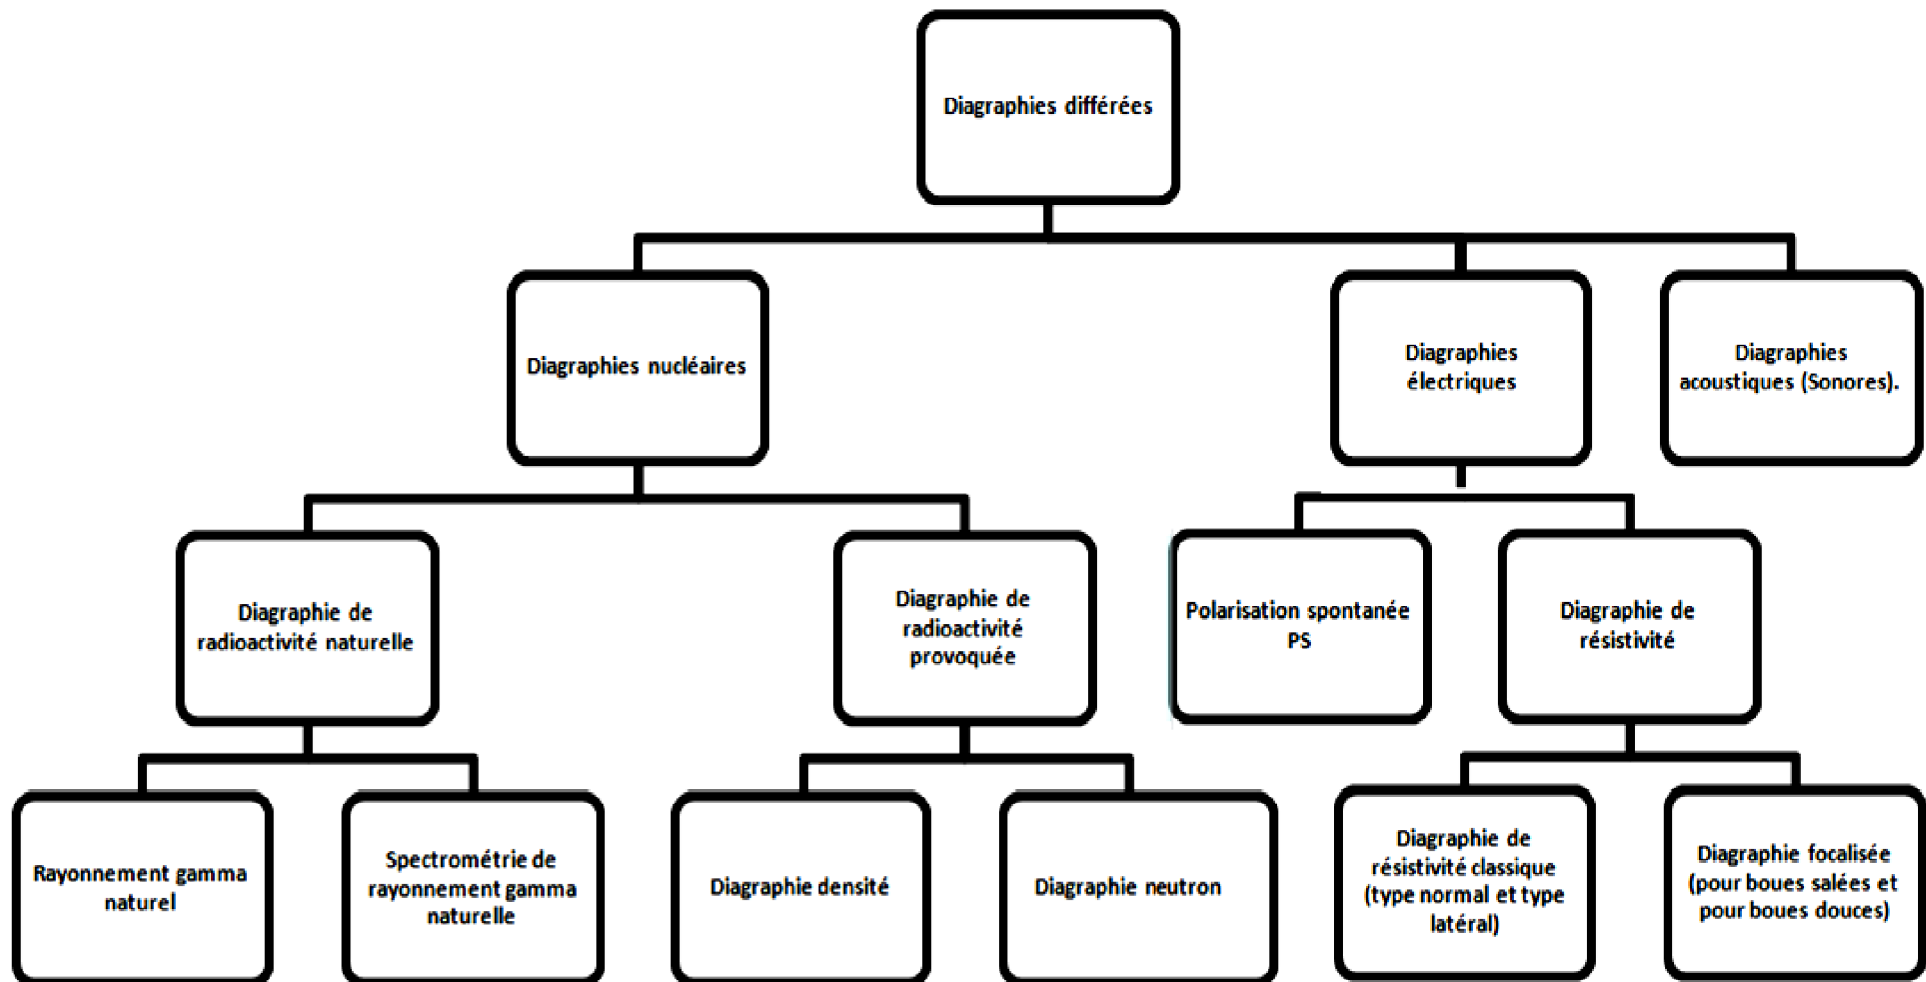 Diagraphies différées
Diagraphies nucléaires
Diagraphies
électriques
Diagraphies
acoustiques (Sonores).
Diagraphie de
radioactivité naturelle
Diagraphie de
radioactivité
provoquée
Polarisation spontanée
PS
Diagraphie de
résistivité
Rayonnement gamma
naturel
Spectrométrie de
rayonnement gamma
naturelle
Diagraphie densité
Diagraphie neutron
Diagraphie de
résistivité classique
(type normal et type
latéral)
Diagraphie focalisée
(pour boues salées et
pour boues douces)